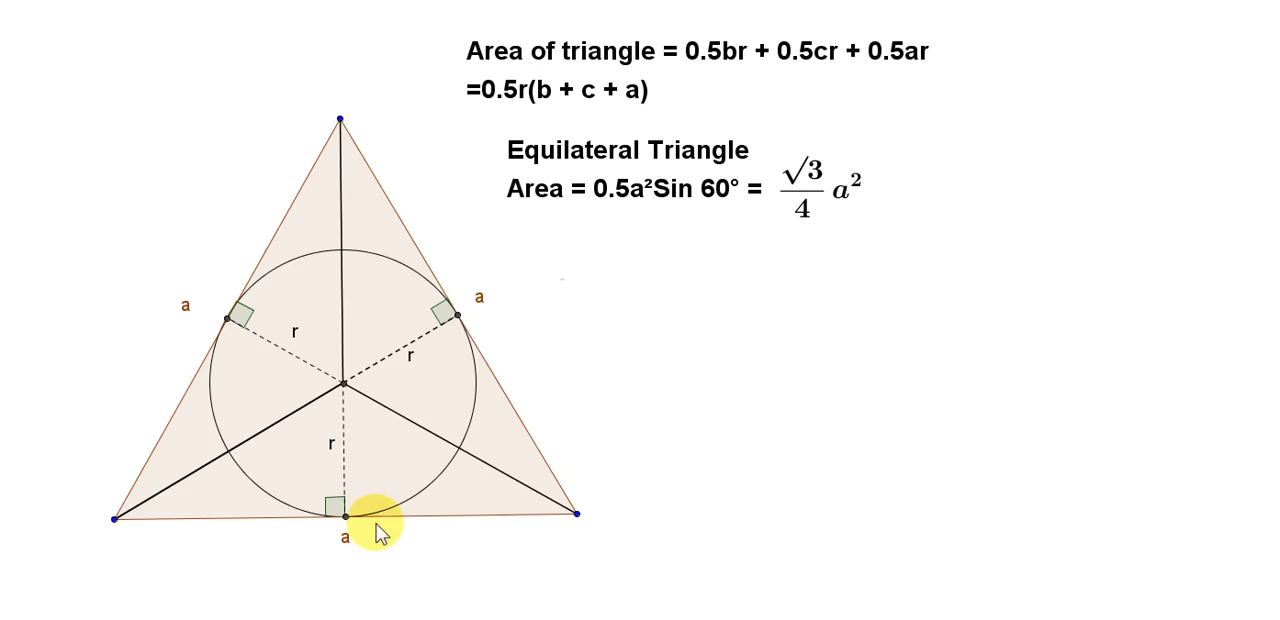 Area of triangle = 0.5br + 0.5cr + 0.5ar
=0.5r(b + c + a)
Equilateral Triangle
Area = 0.5a²Sin 60° = √3/4 a²
a
a
r
r
r
a